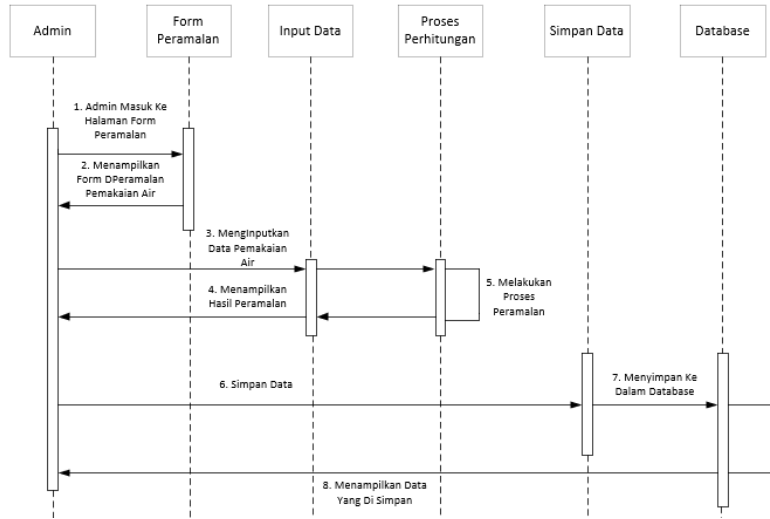 Admin
Form
Peramalan
Input Data
Proses
Perhitungan
Simpan Data
Database
1. Admin Masuk Ke
Halaman Form
Peramalan
2. Menampilkan
Form DPeramalan
Pemakaian Air
3. MengInputkan
Data Pemakaian
Air
4. Menampilkan
Hasil Peramalan
5. Melakukan
Proses
Peramalan
6. Simpan Data
7. Menyimpan Ke
Dalam Database
8. Menampilkan Data
Yang Di Simpan